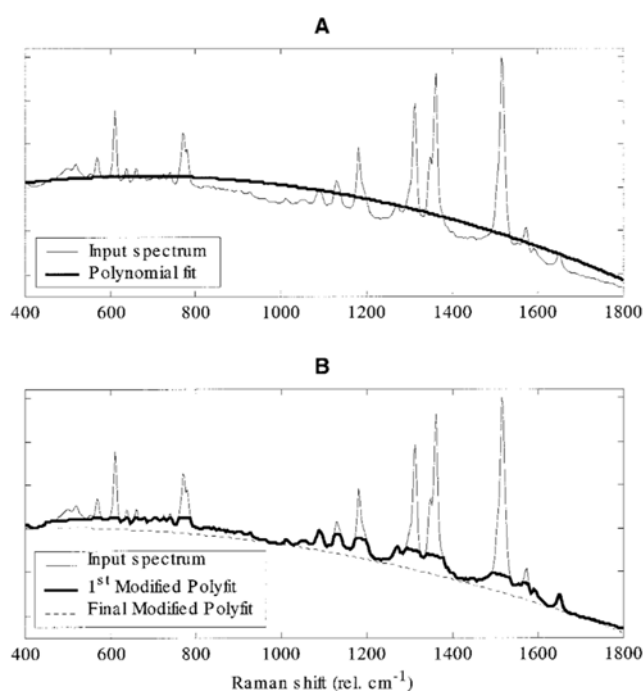 A
Input spectrum
Polynomial fit
400 600 800 1000 1200 1400 1600 1800
B
Input spectrum
1st Modified Polyfit
Final Modified Polyfit
400 600 800 1000 1200 1400 1600 1800
Raman shift (rel. cm-1)